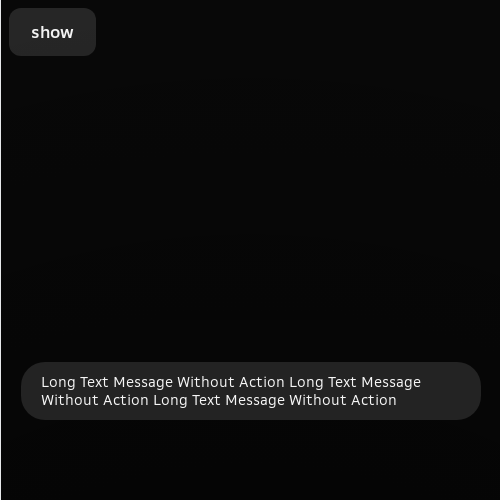 show
Long Text Message Without Action Long Text Message
Without Action Long Text Message Without Action